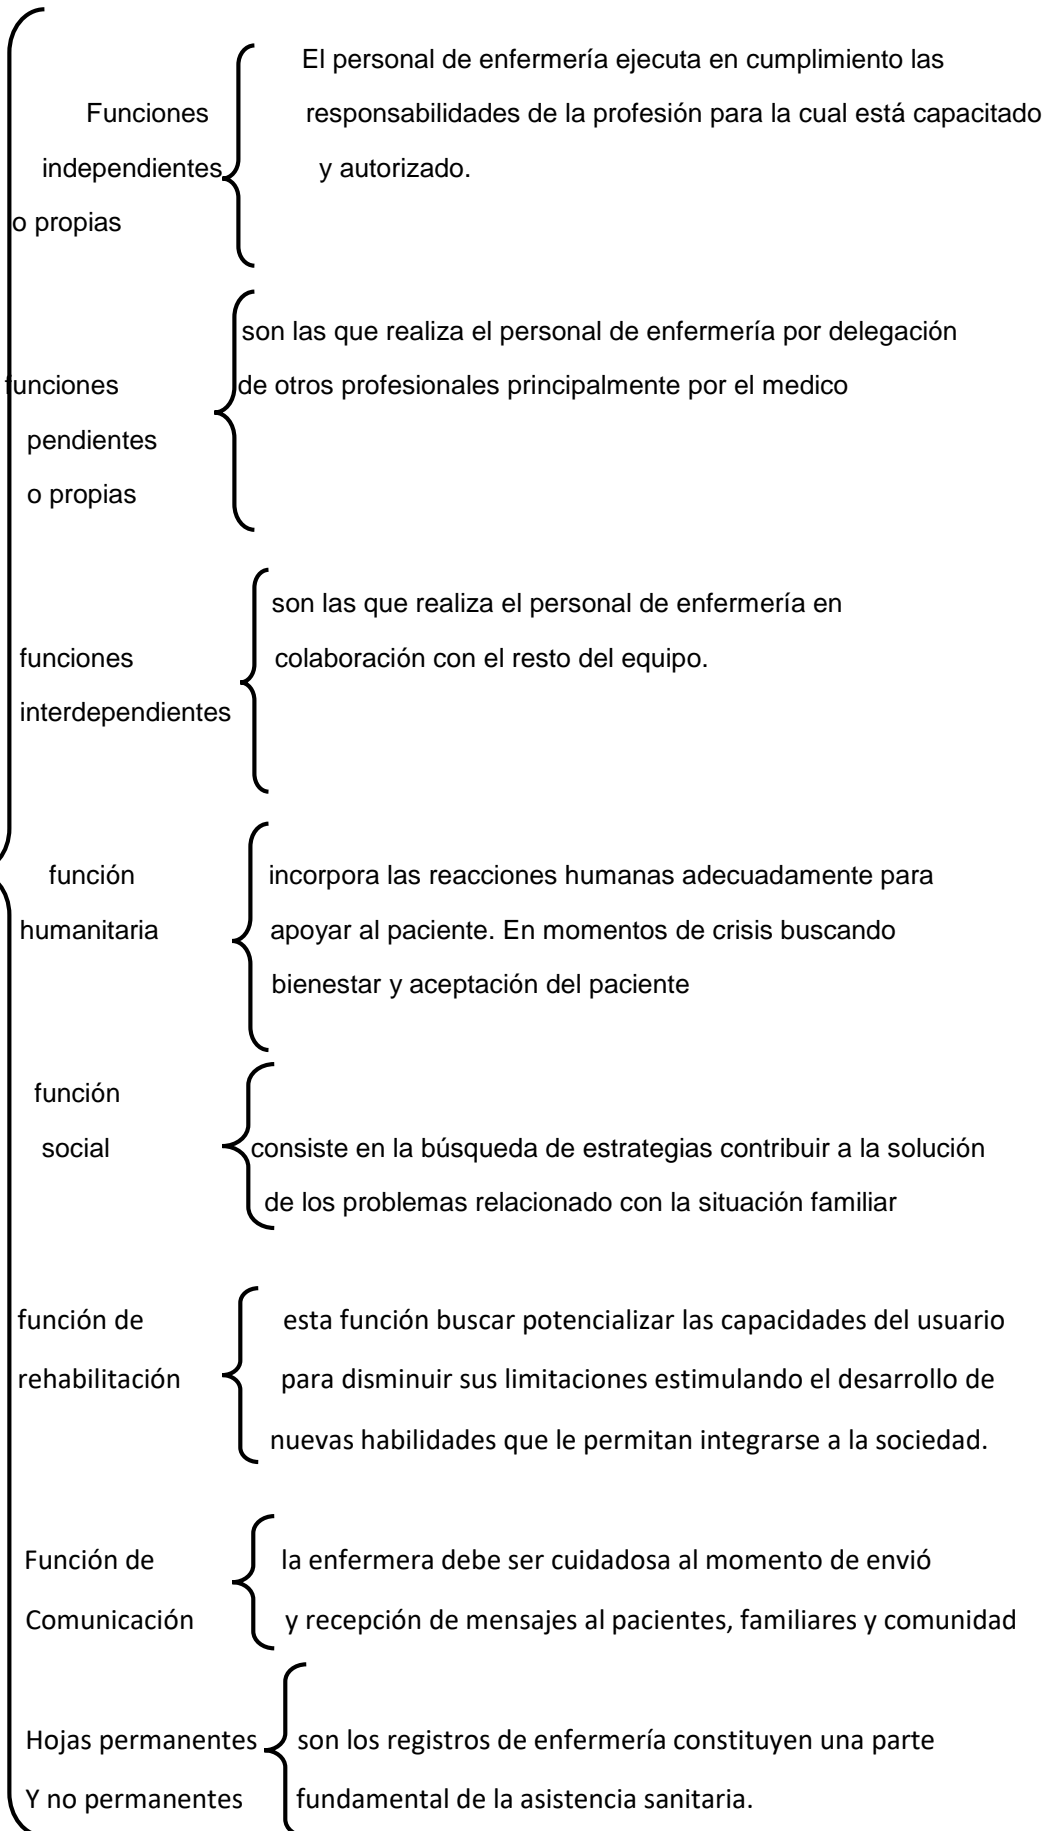 El personal de enfermería ejecuta en cumplimiento las
Funciones responsabilidades de la profesión para la cual está capacitado
independientes y autorizado.
o propias
son las que realiza el personal de enfermería por delegación
funciones de otros profesionales principalmente por el medico
pendientes
o propias
son las que realiza el personal de enfermería en
funciones colaboración con el resto del equipo.
interdependientes
función incorpora las reacciones humanas adecuadamente para
humanitaria apoyar al paciente. En momentos de crisis buscando
bienestar y aceptación del paciente
función
social consiste en la búsqueda de estrategias contribuir a la solución
de los problemas relacionado con la situación familiar
función de esta función buscar potencializar las capacidades del usuario
rehabilitación para disminuir sus limitaciones estimulando el desarrollo de
nuevas habilidades que le permitan integrarse a la sociedad.
Función de la enfermera debe ser cuidadosa al momento de envió
Comunicación y recepción de mensajes al pacientes, familiares y comunidad
Hojas permanentes son los registros de enfermería constituyen una parte
Y no permanentes fundamental de la asistencia sanitaria.